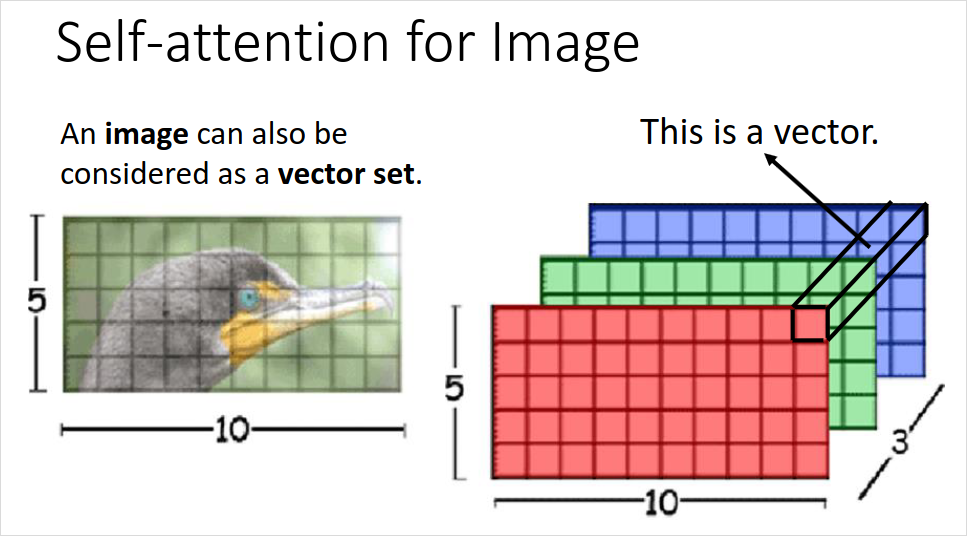 Self-attention for Image
An image can also be
considered as a vector set.
This is a vector.
5
10
5
10
3